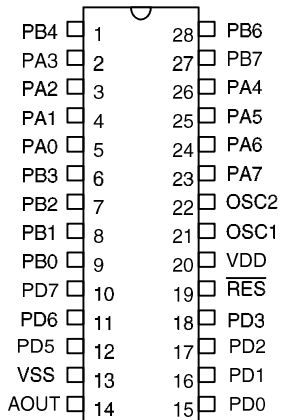 PB4 1 28 PB6
PA3 2 27 PB7
PA2 3 26 PA4
PA1 4 25 PA5
PA0 5 24 PA6
PB3 6 23 PA7
PB2 7 22 OSC2
PB1 8 21 OSC1
PB0 9 20 VDD
PD7 10 19 RES
PD6 11 18 PD3
PD5 12 17 PD2
VSS 13 16 PD1
AOUT 14 15 PD0